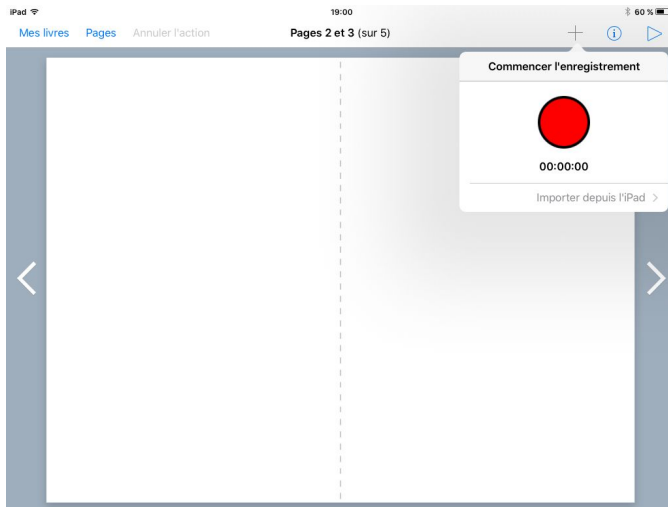 iPad 19:00 60 %
Mes livres Pages Annuler l'action Pages 2 et 3 (sur 5)
Commencer l'enregistrement
00:00:00
Importer depuis l'iPad